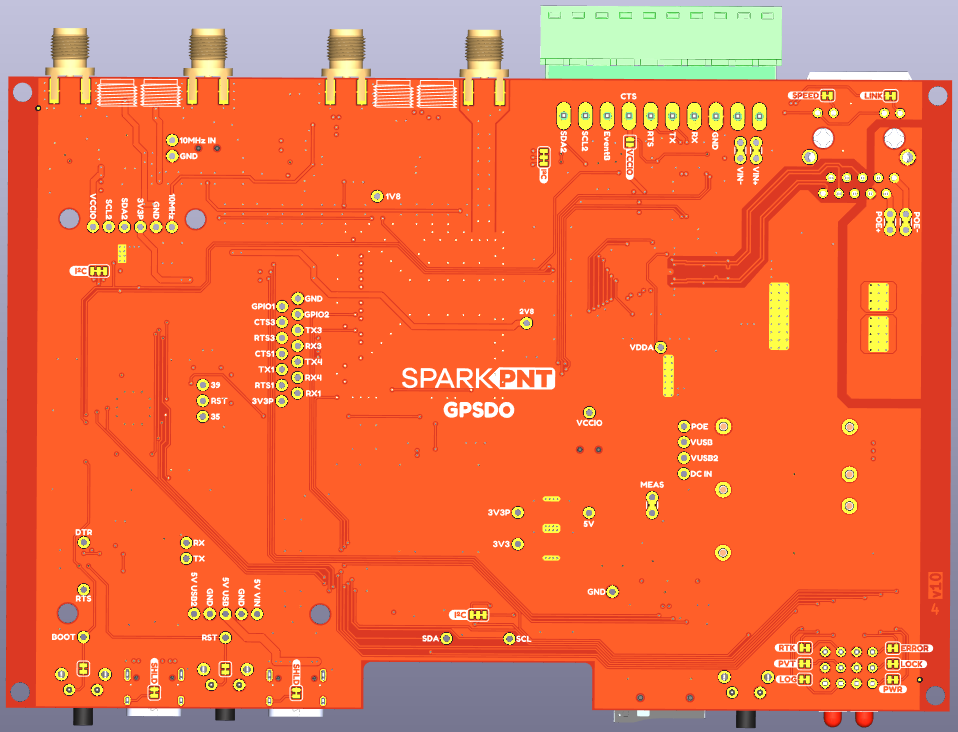 SPEED
LINK
CTS
SDA2
SCL2
EventB
VCCIO
RTS
TX
RX
GND
VIN-
VIN+
I²C
10MHz IN
GND
1V8
VCCIO
SCL2
SDA2
3V3P
GND
10MHz
POE+
POE-
I²C
GPIO1
CTS3
RTS3
CTS1
TX1
RTS1
3V3P
GND
GPIO2
TX3
RX3
TX4
RX4
RX1
2V8
VDDA
39
RST
35
SPARKPNT
GPSDO
VCCIO
POE
VUSB
VUSB2
DC IN
MEAS
3V3P
5V
3V3
DTR
RX
TX
RTS
5V USB2
GND
5V USB
GND
5V VIN
GND
I²C
BOOT
RST
SDA
SCL
SHLD
SHLD
RTK
PVT
LOG
ERROR
LOCK
PWR
4